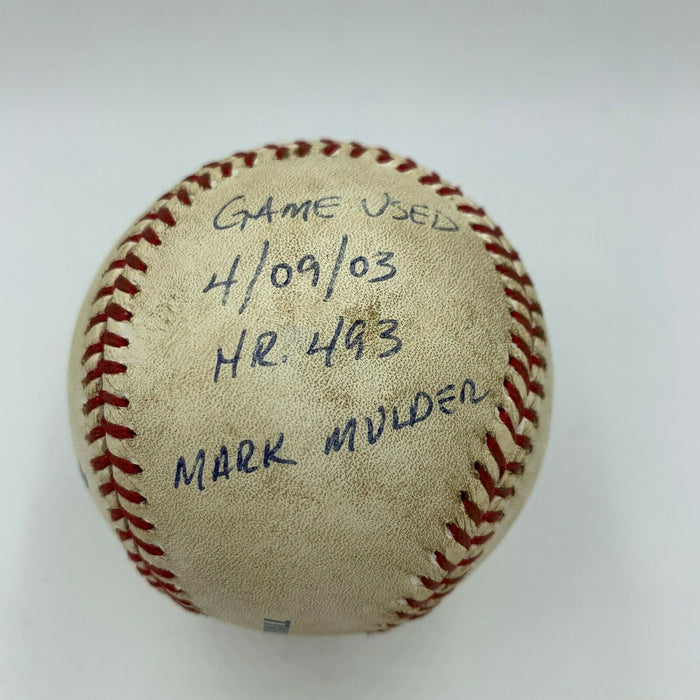 GAME USED
4/09/03
HR. 493
MARK MULDER